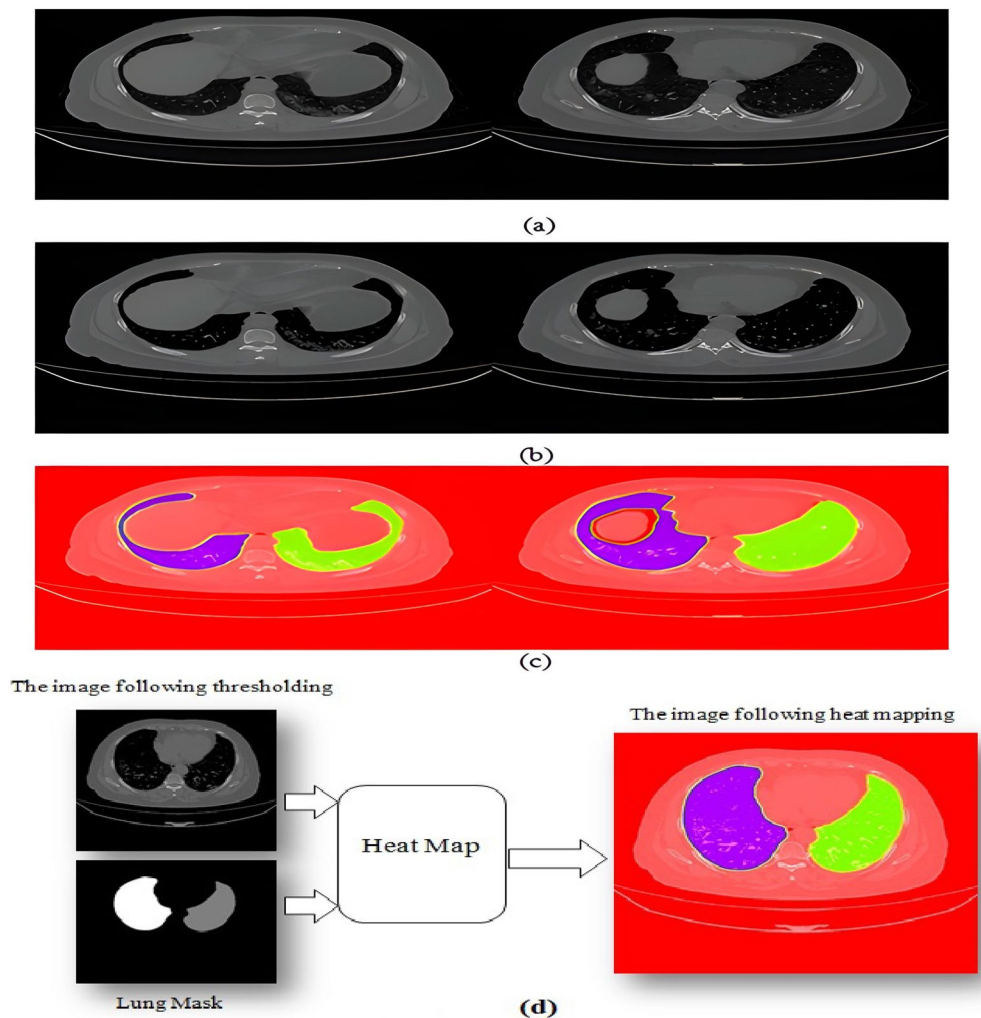 (a)
(b)
(c)
The image following thresholding
The image following heat mapping
Heat Map
Lung Mask
(d)